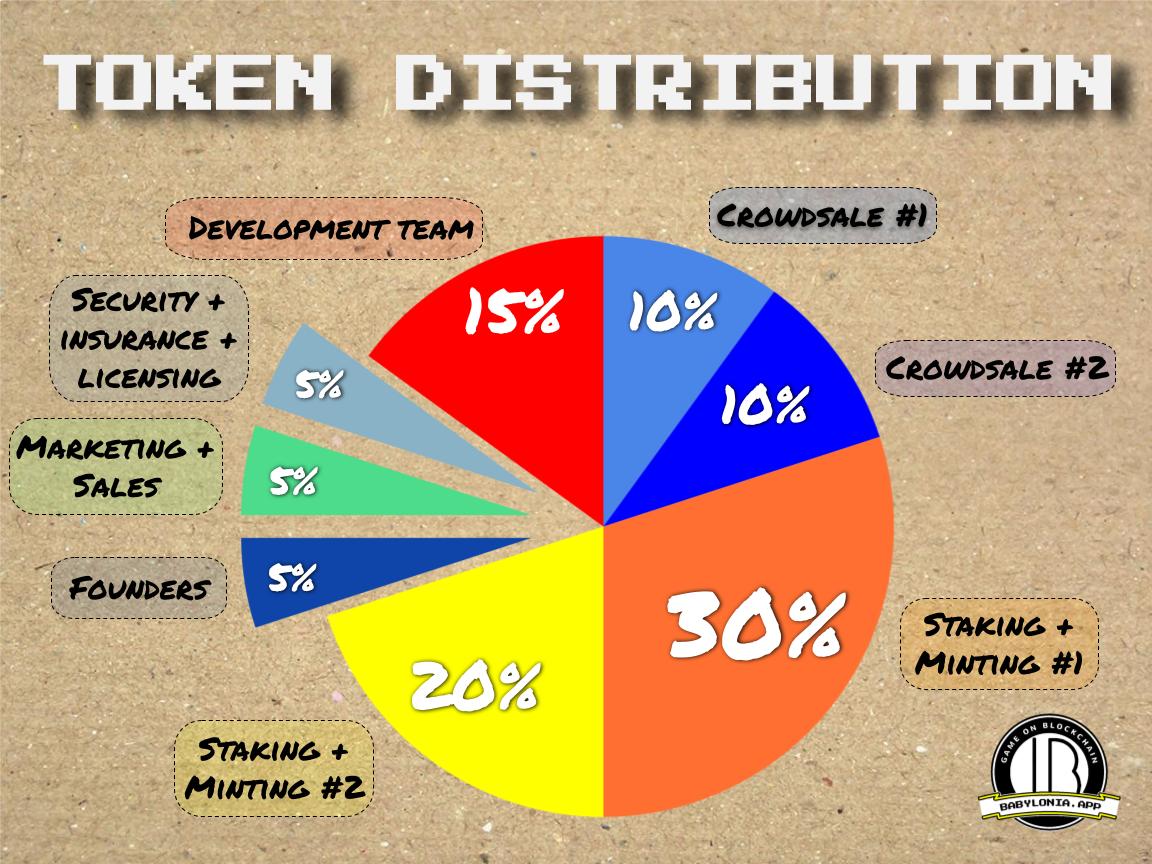 TOKEN DISTRIBUTION
DEVELOPMENT TEAM
15%
CROWDSALE #1
10%
CROWDSALE #2
10%
SECURITY +
INSURANCE +
LICENSING
5%
MARKETING +
SALES
5%
FOUNDERS
5%
STAKING +
MINTING #1
30%
STAKING +
MINTING #2
20%
GAME ON BLOCKCHAIN
BABYLONIA.APP